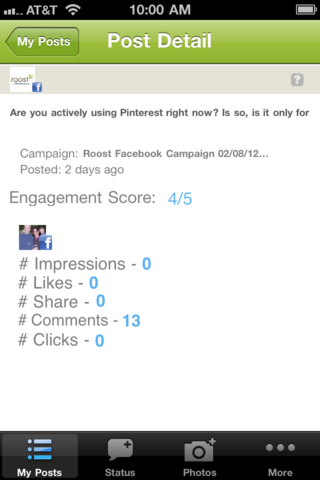 AT&T 10:00 AM
My Posts Post Detail
roost
?
Are you actively using Pinterest right now? Is so, is it only for
Campaign: Roost Facebook Campaign 02/08/12...
Posted: 2 days ago
Engagement Score: 4/5
f
# Impressions - 0
# Likes - 0
# Share - 0
# Comments - 13
# Clicks - 0
My Posts Status Photos More